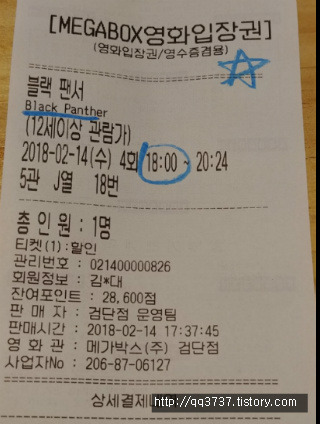 [MEGABOX영화입장권]
(영화입장권/영수증겸용)
블랙 팬서
Black Panther
(12세이상 관람가)
2018-02-14(수) 4회 18:00 ~ 20:24
5관 J열 18번
총 인 원 : 1명
티켓(1):할인
관리번호 : 021400000826
회원정보 : 김*대
잔여포인트 : 28,600점
판 매 자 : 검단점 운영팀
판매시간 : 2018-02-14 17:37:45
영 화 관 : 메가박스(주) 검단점
사업자No : 206-87-06127
상세결제
http://qq3737.tistory.com